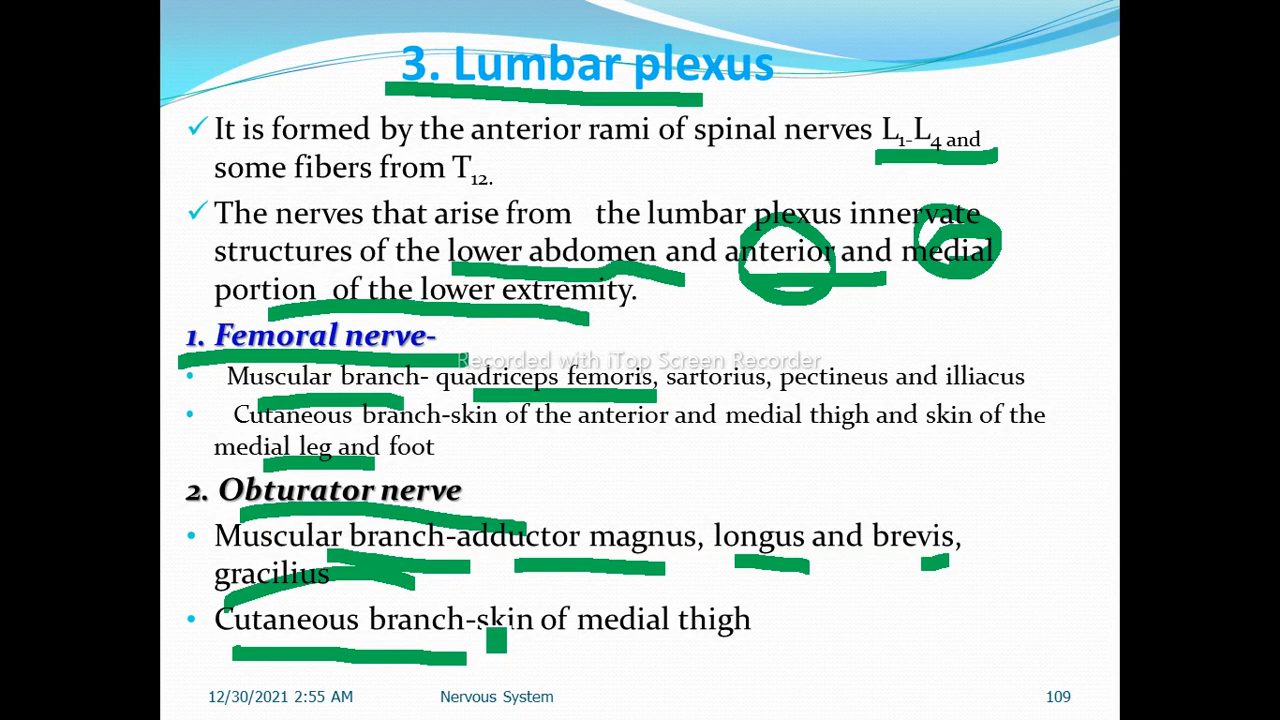 3. Lumbar plexus
It is formed by the anterior rami of spinal nerves L1-L4 and
some fibers from T12.
The nerves that arise from the lumbar plexus innervate
structures of the lower abdomen and anterior and medial
portion of the lower extremity.
1. Femoral nerve-
Recorded with iTop Screen Recorder
Muscular branch- quadriceps femoris, sartorius, pectineus and illiacus
Cutaneous branch-skin of the anterior and medial thigh and skin of the
medial leg and foot
2. Obturator nerve
Muscular branch-adductor magnus, longus and brevis,
gracilius
Cutaneous branch-skin of medial thigh
12/30/2021 2:55 AM Nervous System 109